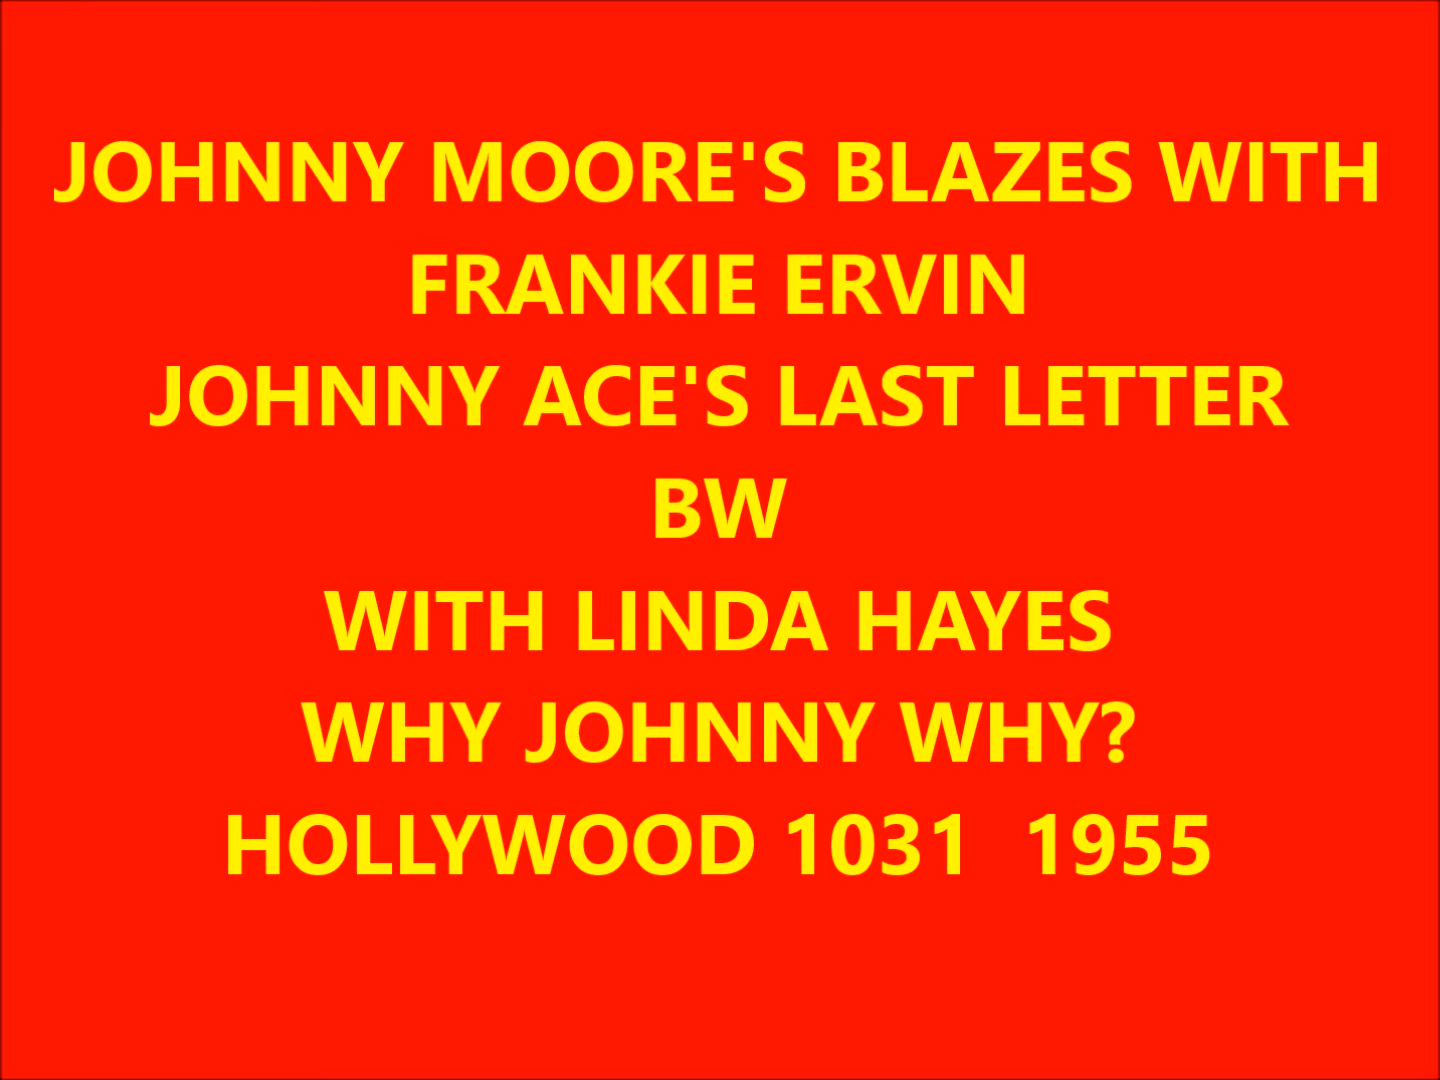 JOHNNY MOORE'S BLAZES WITH
FRANKIE ERVIN
JOHNNY ACE'S LAST LETTER
BW
WITH LINDA HAYES
WHY JOHNNY WHY?
HOLLYWOOD 1031  1955